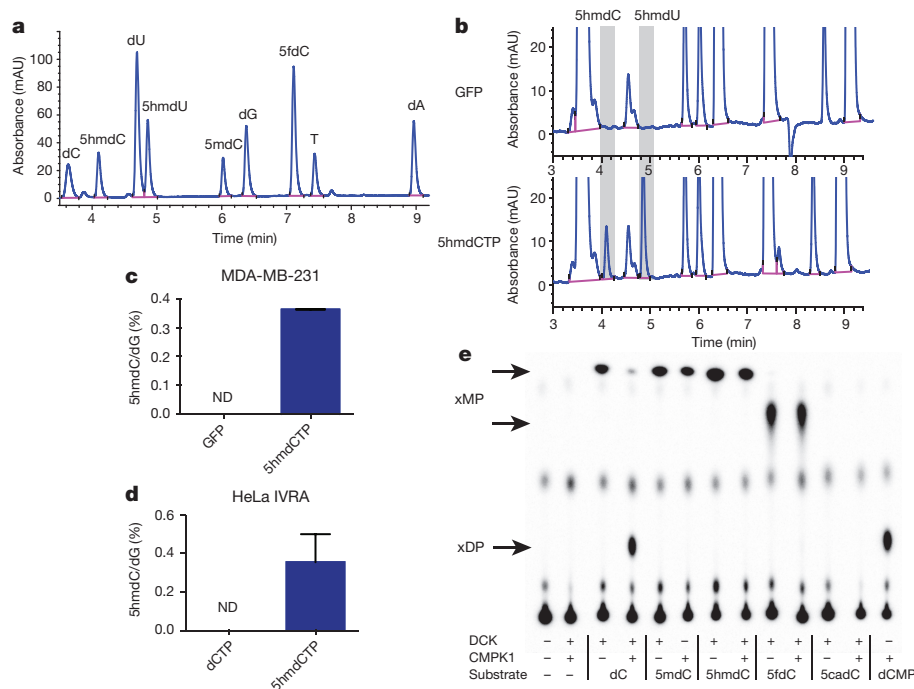 a
Absorbance (mAU)
100
80
60
40
20
0
dC
5hmdC
dU
5hmdU
5mdC
dG
5fdC
T
dA
4 5 6 7 8 9
Time (min)
b
5hmdC 5hmdU
GFP
Absorbance (mAU)
20
10
0
3 4 5 6 7 8 9
5hmdCTP
Absorbance (mAU)
20
10
0
3 4 5 6 7 8 9
Time (min)
c
MDA-MB-231
5hmdC/dG (%)
0.4
0.3
0.2
0.1
0.0
ND
GFP
5hmdCTP
d
HeLa IVRA
5hmdC/dG (%)
0.6
0.4
0.2
0.0
ND
dCTP
5hmdCTP
e
xMP
xDP
DCK – + + + + – + + + + + + –
CMPK1 – + – + – + – + – + – + +
Substrate – – dC 5mdC 5hmdC 5fdC 5cadC dCMP